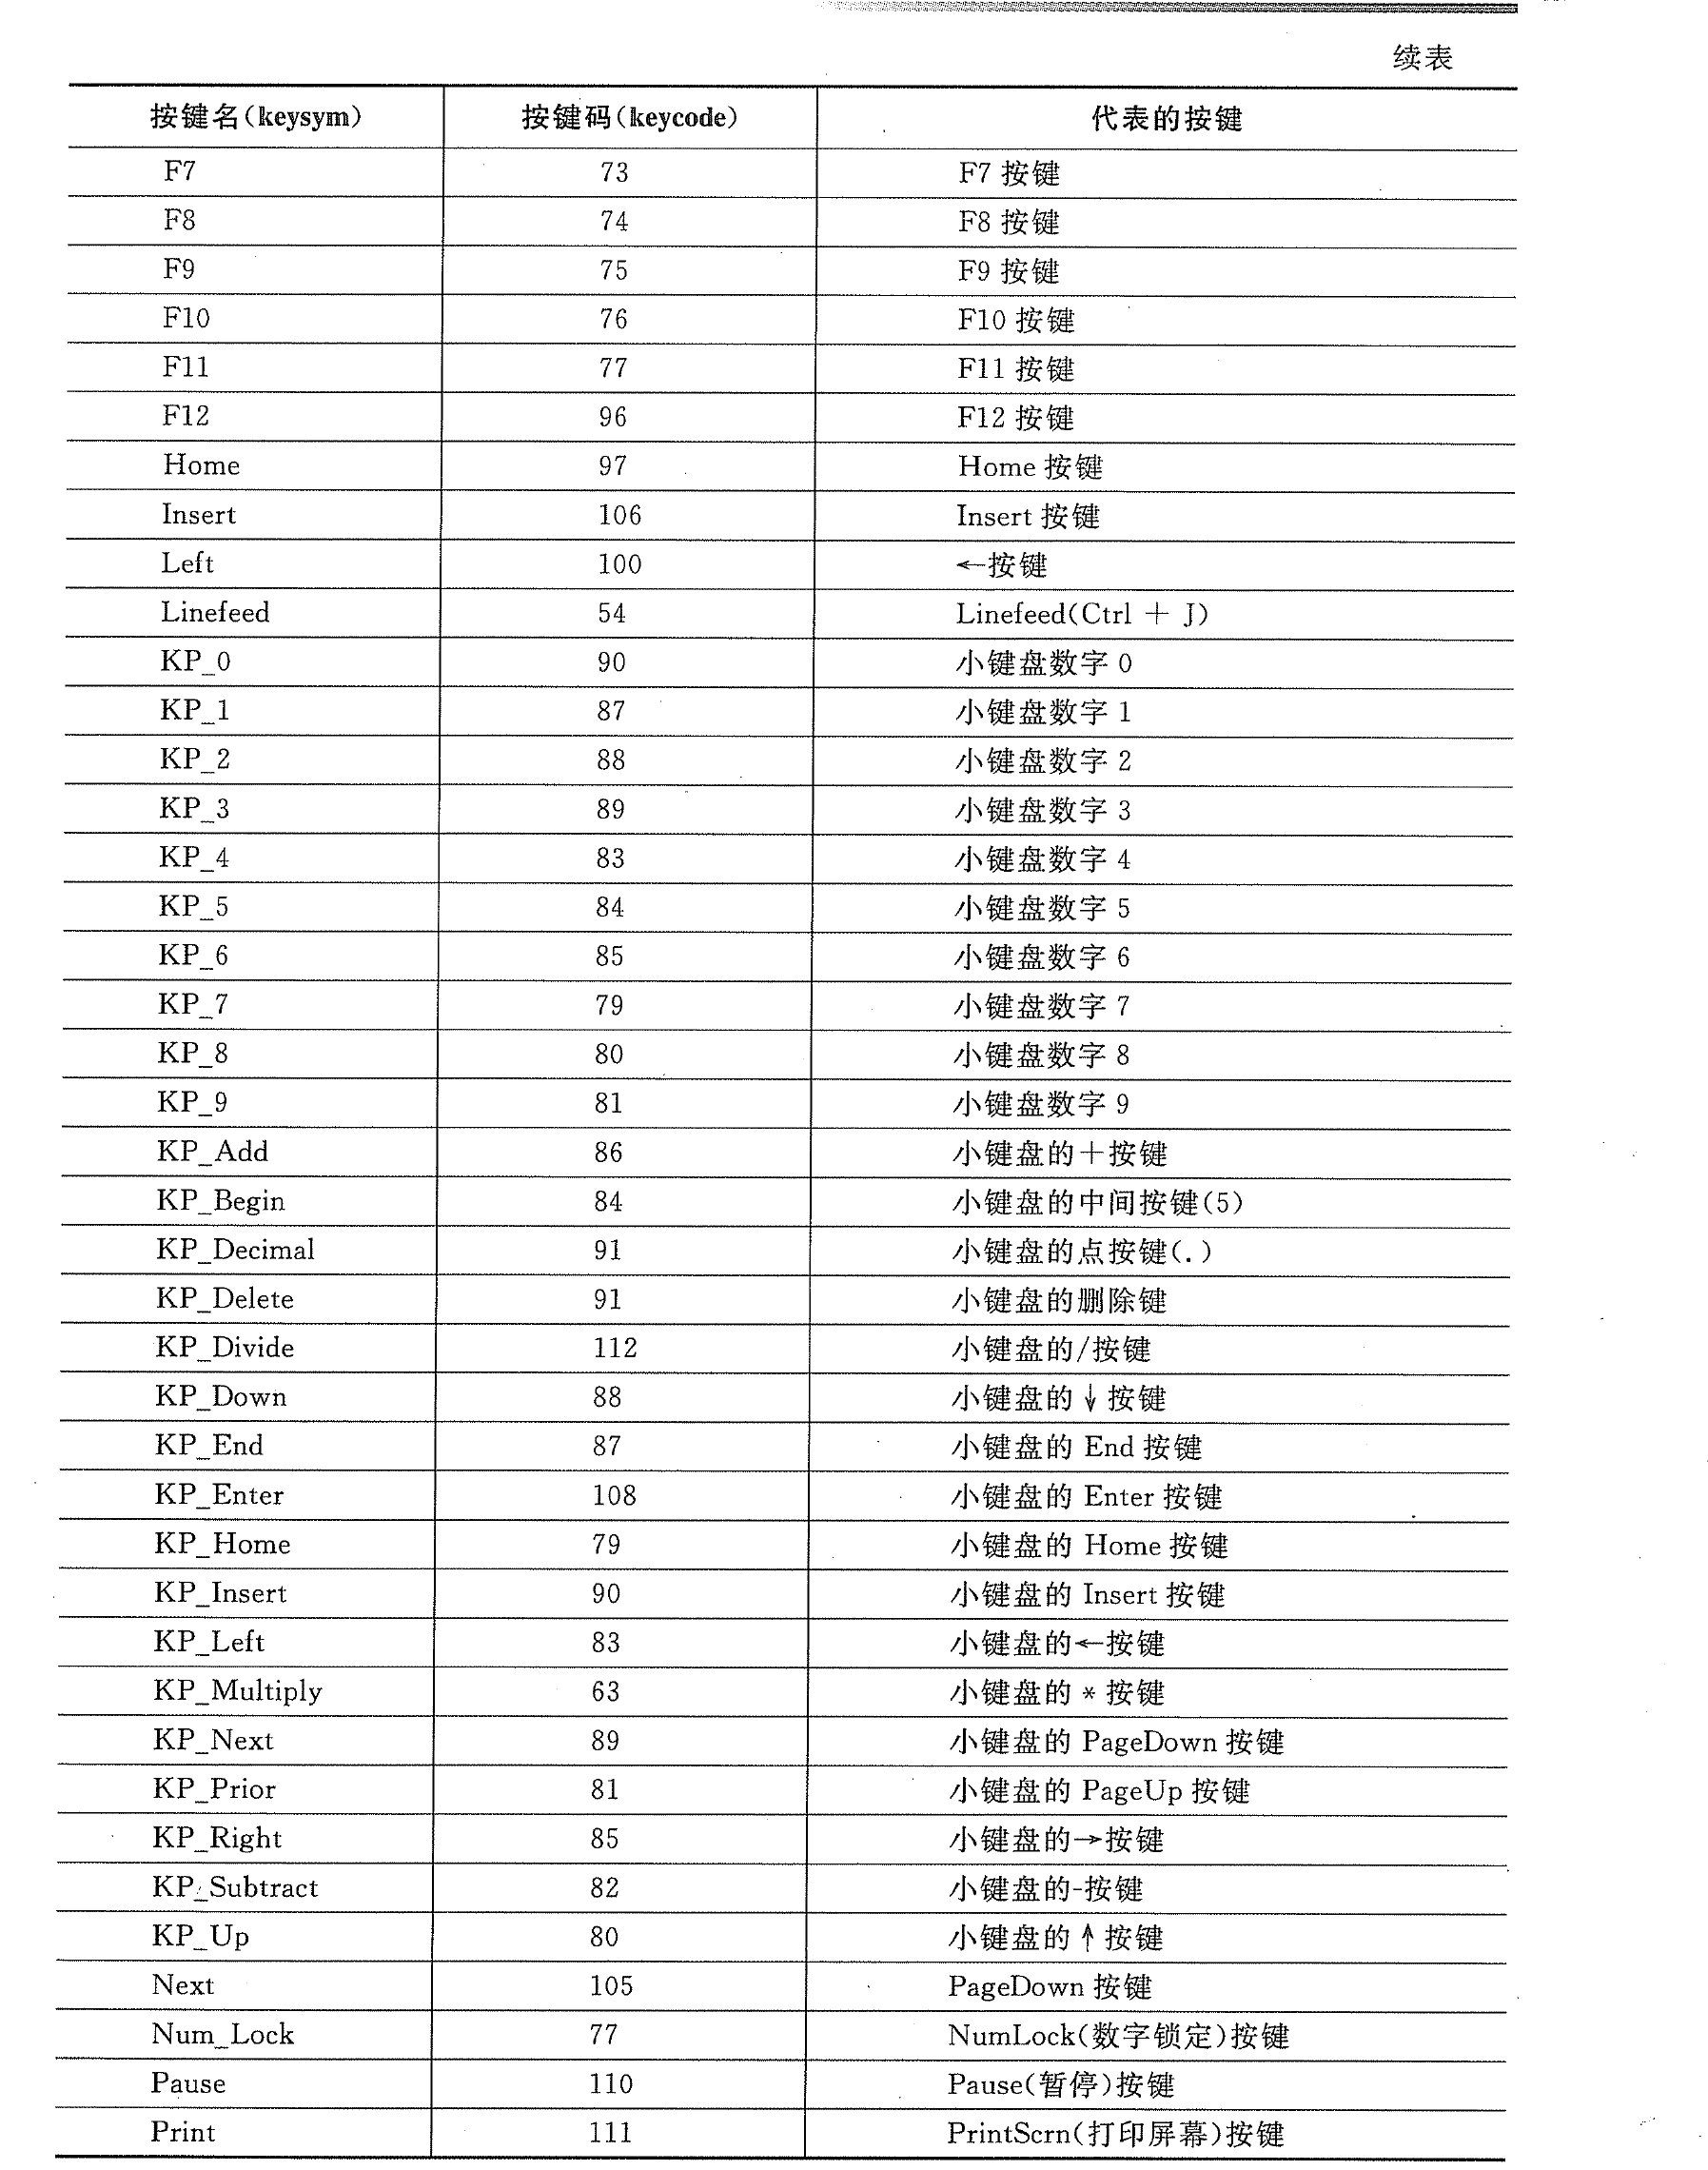 续表
按键名(keysym) 按键码(keycode) 代表的按键
F7 73 F7 按键
F8 74 F8 按键
F9 75 F9 按键
F10 76 F10 按键
F11 77 F11 按键
F12 96 F12 按键
Home 97 Home 按键
Insert 106 Insert 按键
Left 100 ←按键
Linefeed 54 Linefeed(Ctrl + J)
KP_0 90 小键盘数字 0
KP_1 87 小键盘数字 1
KP_2 88 小键盘数字 2
KP_3 89 小键盘数字 3
KP_4 83 小键盘数字 4
KP_5 84 小键盘数字 5
KP_6 85 小键盘数字 6
KP_7 79 小键盘数字 7
KP_8 80 小键盘数字 8
KP_9 81 小键盘数字 9
KP_Add 86 小键盘的+按键
KP_Begin 84 小键盘的中间按键(5)
KP_Decimal 91 小键盘的点按键(.)
KP_Delete 91 小键盘的删除键
KP_Divide 112 小键盘的/按键
KP_Down 88 小键盘的↓按键
KP_End 87 小键盘的 End 按键
KP_Enter 108 小键盘的 Enter 按键
KP_Home 79 小键盘的 Home 按键
KP_Insert 90 小键盘的 Insert 按键
KP_Left 83 小键盘的←按键
KP_Multiply 63 小键盘的 * 按键
KP_Next 89 小键盘的 PageDown 按键
KP_Prior 81 小键盘的 PageUp 按键
KP_Right 85 小键盘的→按键
KP_Subtract 82 小键盘的-按键
KP_Up 80 小键盘的↑按键
Next 105 PageDown 按键
Num_Lock 77 NumLock(数字锁定)按键
Pause 110 Pause(暂停)按键
Print 111 PrintScrn(打印屏幕)按键